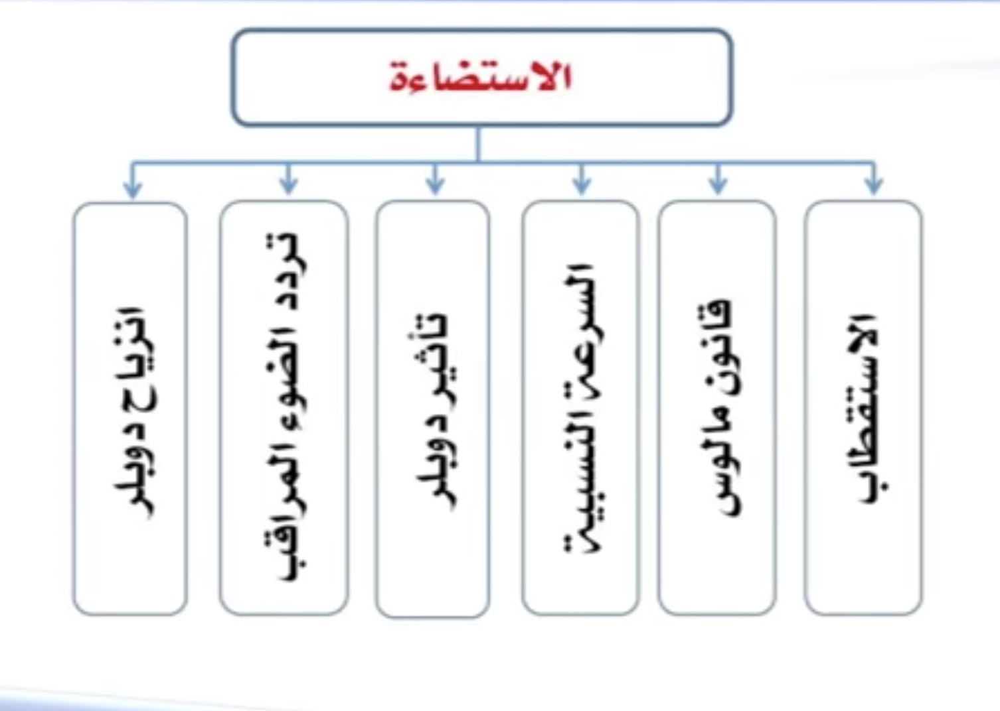 الاستضاءة
الاستقطاب
قانون مالوس
السرعة النسبية
تأثير دوبلر
تردد الضوء المراقب
انزياح دوبلر